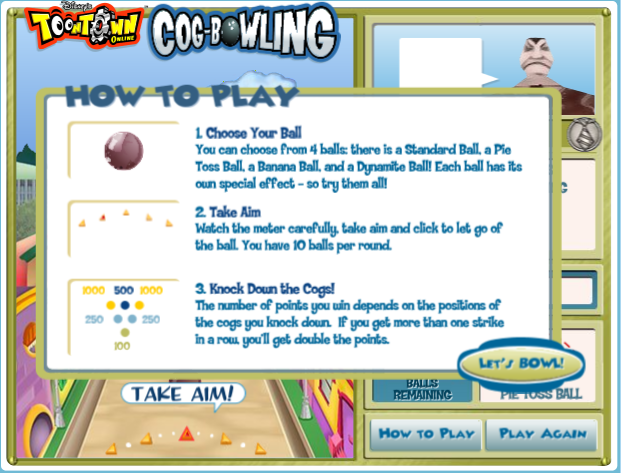 Disney's
TOONTOWN
ONLINE
COG-BOWLING
HOW TO PLAY
1. Choose Your Ball
You can choose from 4 balls: there is a Standard Ball, a Pie
Toss Ball, a Banana Ball, and a Dynamite Ball! Each ball has its
own special effect - so try them all!
2. Take Aim
Watch the meter carefully, take aim and click to let go of
the ball. You have 10 balls per round.
1000 500 1000
250 250
100
3. Knock Down the Cogs!
The number of points you win depends on the positions of
the cogs you knock down. If you get more than one strike
in a row, you'll get double the points.
LET'S BOWL!
TAKE AIM!
BALLS
REMAINING
PIE TOSS BALL
HOW TO PLAY
PLAY AGAIN